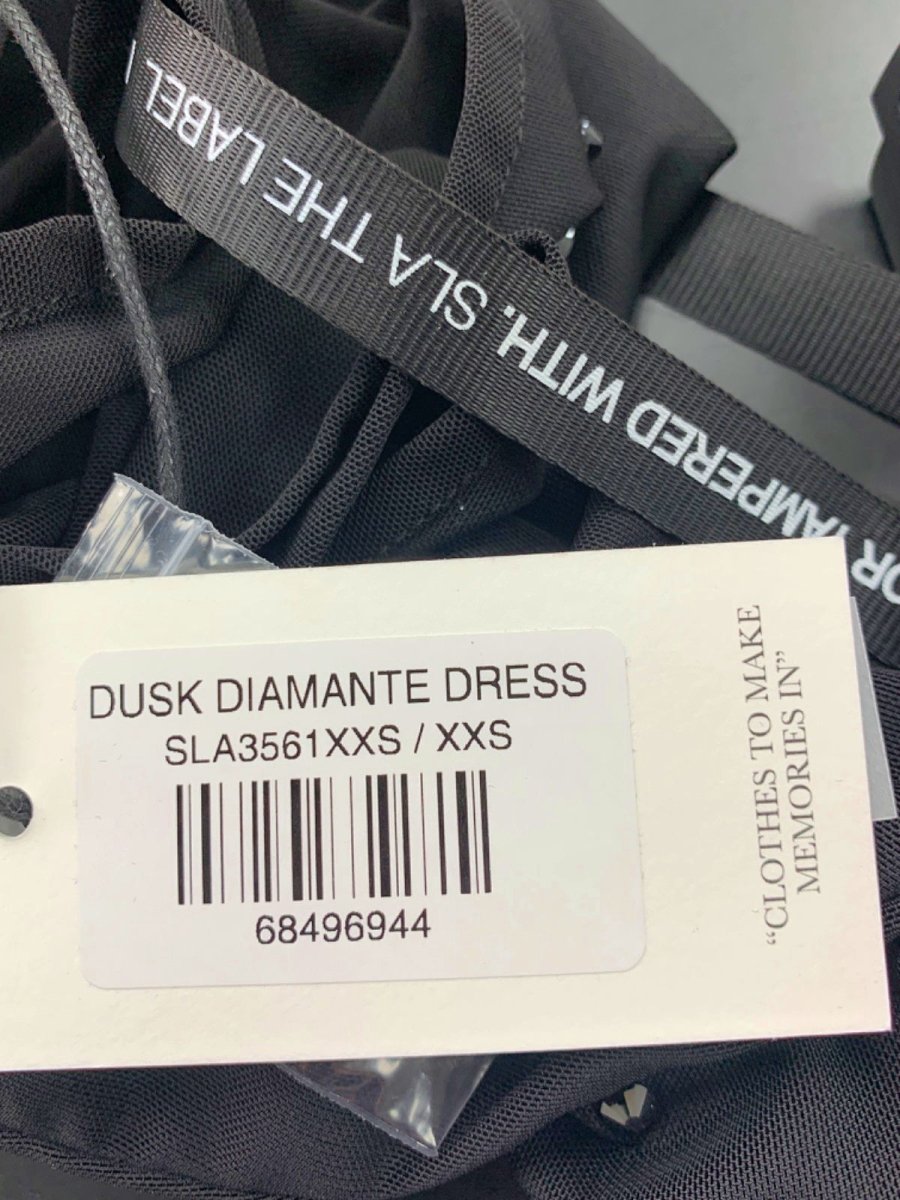 OR TAMPERED WITH. SLA THE LABEL
DUSK DIAMANTE DRESS
SLA3561XXS / XXS
68496944
“CLOTHES TO MAKE
MEMORIES IN”